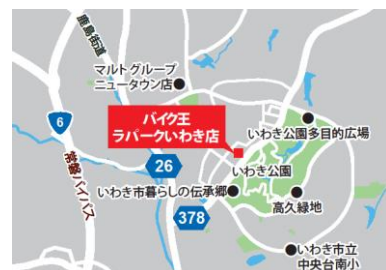 鹿島街道
マルトグループ
ニュータウン店
6
バイク王
ラパークいわき店
いわき公園多目的広場
26
いわき公園
常磐バイパス
いわき市暮らしの伝承郷
高久緑地
378
いわき市立
中央台南小